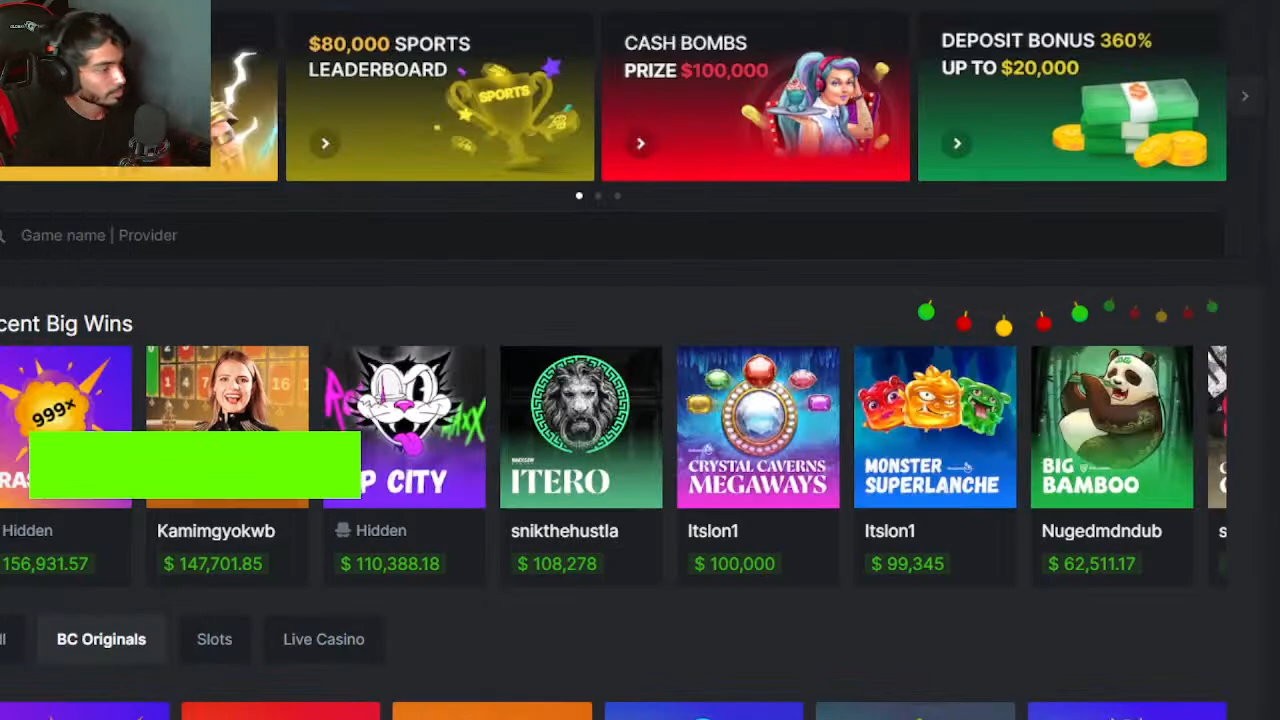 $80,000 SPORTS
LEADERBOARD
SPORTS
CASH BOMBS
PRIZE $100,000
DEPOSIT BONUS 360%
UP TO $20,000
Game name | Provider
cent Big Wins
999×
RAS
P CITY
ITERO
CRYSTAL CAVERNS
MEGAWAYS
MONSTER
SUPERLANCHE
BIG
BAMBOO
Hidden
Kamimgyokwb
Hidden
snikthehustla
Itslon1
Itslon1
Nugedmdndub
s
156,931.57
$ 147,701.85
$ 110,388.18
$ 108,278
$ 100,000
$ 99,345
$ 62,511.17
ll
BC Originals
Slots
Live Casino